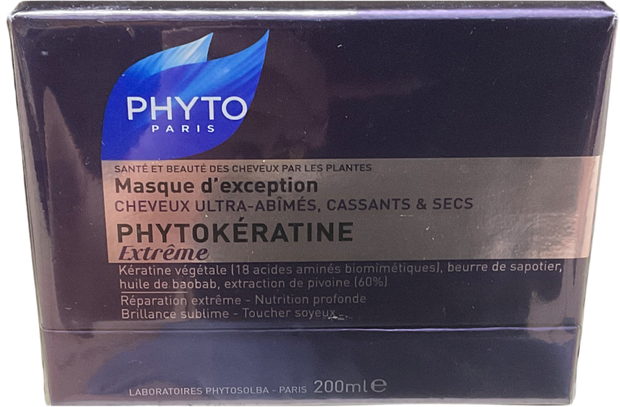 PHYTO
PARIS
SANTÉ ET BEAUTÉ DES CHEVEUX PAR LES PLANTES
Masque d'exception
CHEVEUX ULTRA-ABÎMÉS, CASSANTS & SECS
PHYTOKÉRATINE
Extrême
Kératine végétale (18 acides aminés biomimétiques), beurre de sapotier,
huile de baobab, extraction de pivoine (60%)
Réparation extrême - Nutrition profonde
Brillance sublime - Toucher soyeux
LABORATOIRES PHYTOSOLBA - PARIS 200ml ℮